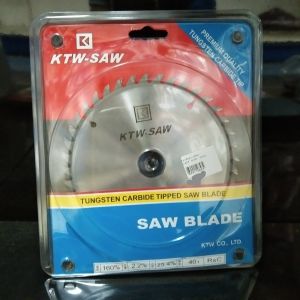 KTW-SAW
PREMIUM QUALITY
TUNGSTEN CARBIDE TIP
KTW-SAW
TUNGSTEN CARBIDE TIPPED SAW BLADE
SAW BLADE
KTW CO., LTD.
40T